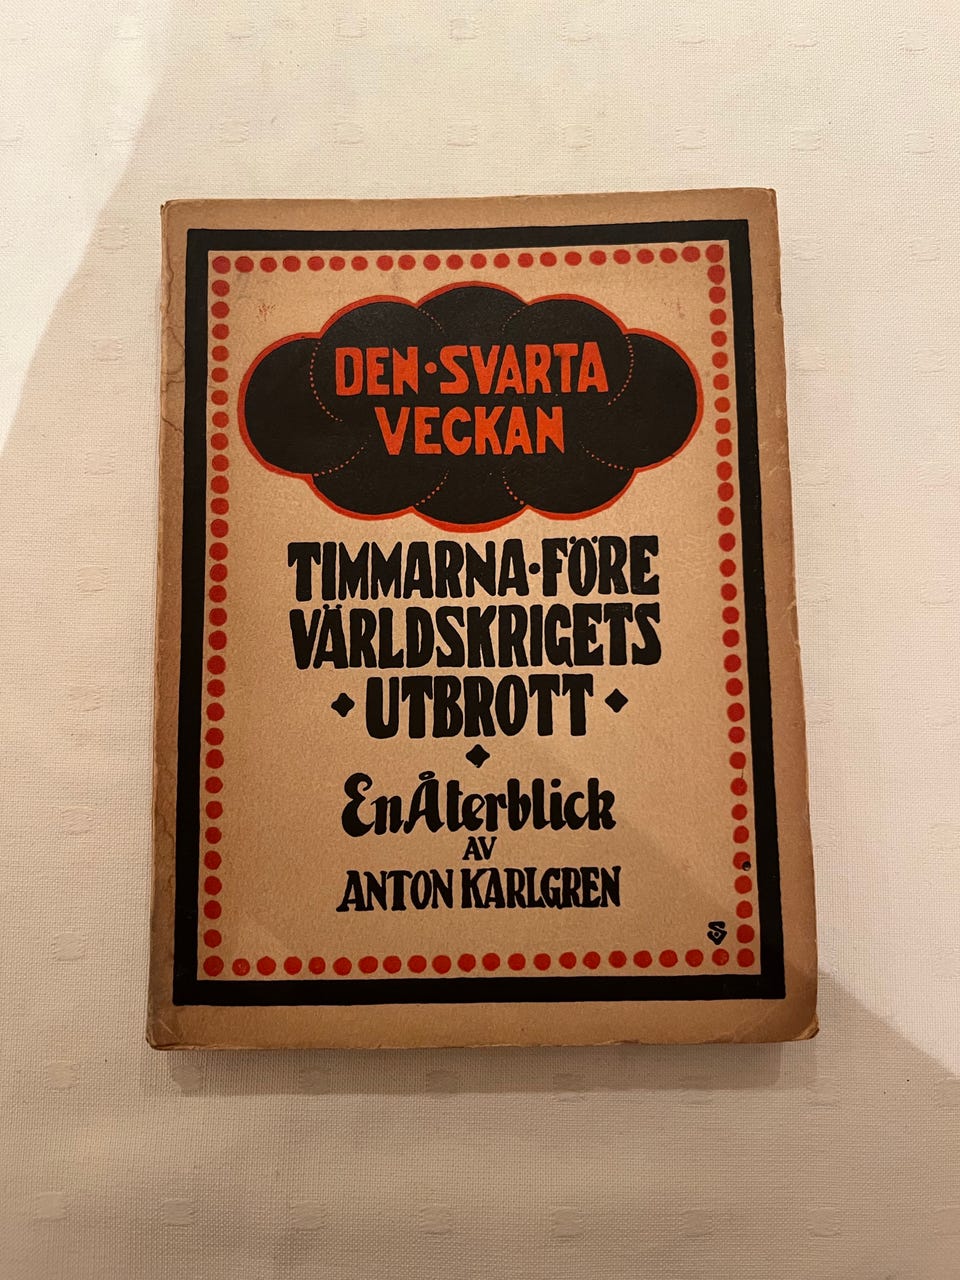 DEN·SVARTA
VECKAN
TIMMARNA·FÖRE
VÄRLDSKRIGETS
UTBROTT
En Återblick
AV
ANTON KARLGREN